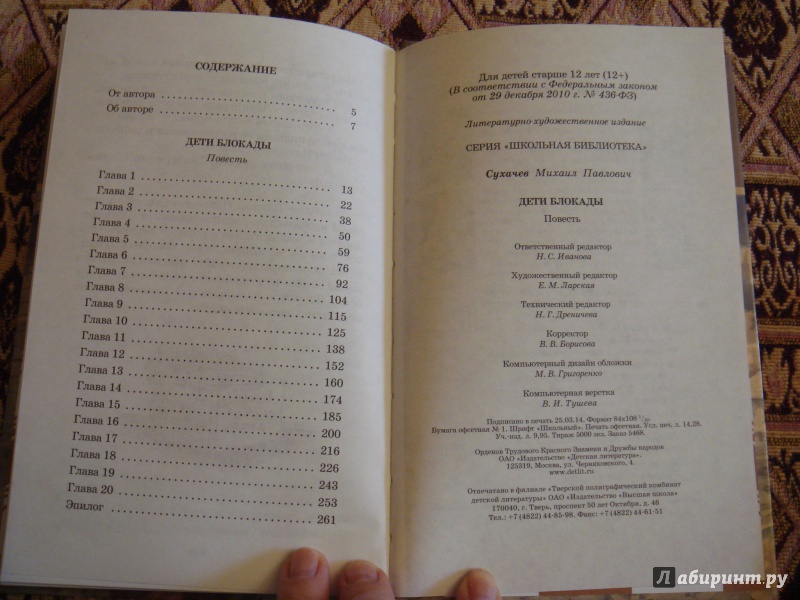 СОДЕРЖАНИЕ
От автора ................................ 5
Об авторе ................................ 7
ДЕТИ БЛОКАДЫ
Повесть
Глава 1 ................................ 13
Глава 2 ................................ 22
Глава 3 ................................ 38
Глава 4 ................................ 50
Глава 5 ................................ 59
Глава 6 ................................ 76
Глава 7 ................................ 92
Глава 8 ................................ 104
Глава 9 ................................ 115
Глава 10 ................................ 125
Глава 11 ................................ 138
Глава 12 ................................ 152
Глава 13 ................................ 160
Глава 14 ................................ 174
Глава 15 ................................ 185
Глава 16 ................................ 200
Глава 17 ................................ 216
Глава 18 ................................ 226
Глава 19 ................................ 243
Глава 20 ................................ 253
Эпилог ................................ 261
Для детей старше 12 лет (12+)
(В соответствии с Федеральным законом
от 29 декабря 2010 г. № 436-ФЗ)
Литературно-художественное издание
СЕРИЯ «ШКОЛЬНАЯ БИБЛИОТЕКА»
Сухачев Михаил Павлович
ДЕТИ БЛОКАДЫ
Повесть
Ответственный редактор
Н. С. Иванова
Художественный редактор
Е. М. Ларская
Технический редактор
Н. Г. Дреничева
Корректор
В. В. Борисова
Компьютерный дизайн обложки
М. В. Григоренко
Компьютерная верстка
В. И. Тушева
Подписано в печать 25.03.14. Формат 84х108
Бумага офсетная № 1. Шрифт «Школьный». Печать офсетная. Усл. печ. л. 14,28.
Уч.-изд. л. 9,95. Тираж 5000 экз. Заказ 5468.
Орденов Трудового Красного Знамени и Дружбы народов
ОАО «Издательство «Детская литература».
125319, Москва, ул. Черняховского, 4.
www.detlit.ru
Отпечатано в филиале «Тверской полиграфический комбинат
детской литературы» ОАО «Издательство «Высшая школа»
170040, г. Тверь, проспект 50 лет Октября, д. 46
Тел.: +7 (4822) 44-85-98. Факс: +7 (4822) 44-61-51
Лабиринт.ру